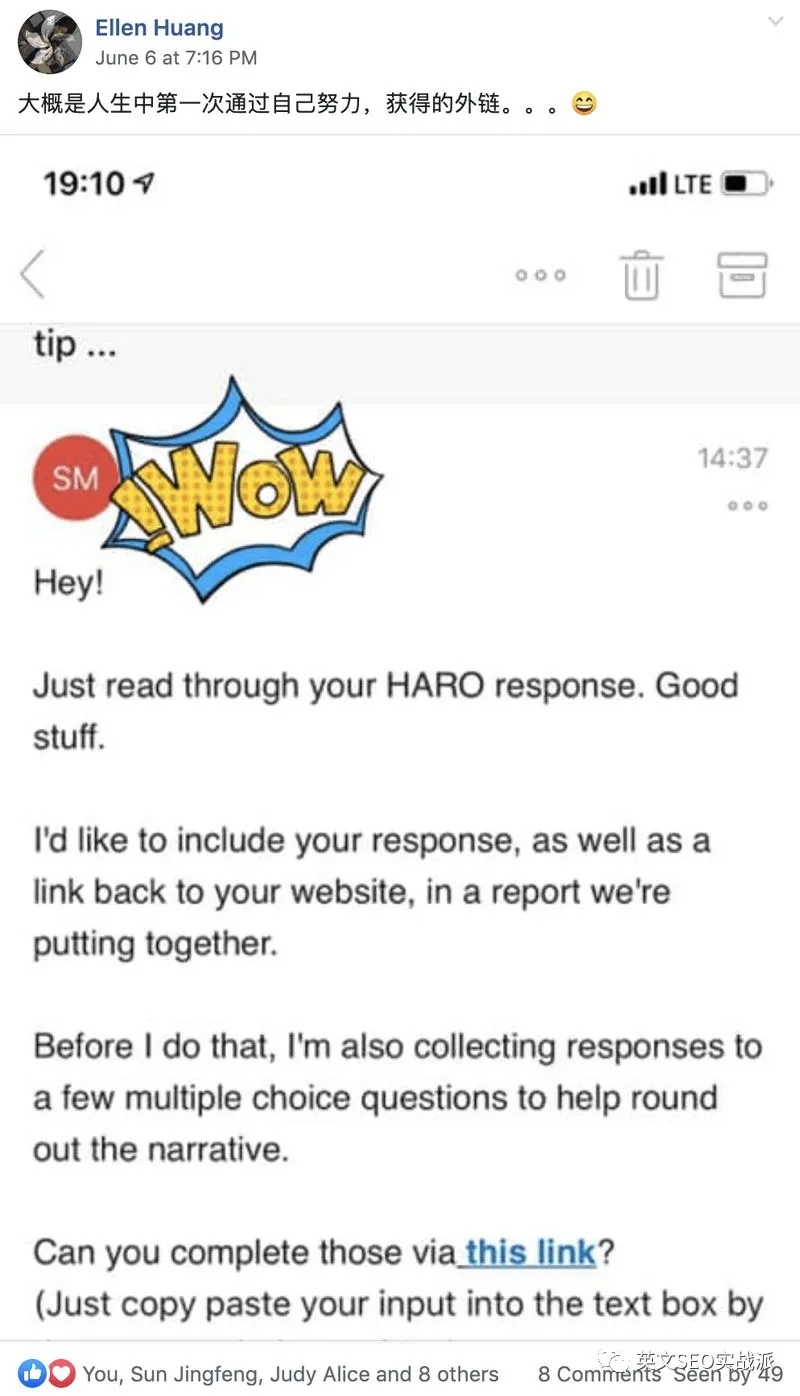 Ellen Huang
June 6 at 7:16 PM
大概是人生中第一次通过自己努力，获得的外链。。。😄
19:10 LTE
tip ...
SM
!WOW
14:37
Hey!
Just read through your HARO response. Good
stuff.
I'd like to include your response, as well as a
link back to your website, in a report we're
putting together.
Before I do that, I'm also collecting responses to
a few multiple choice questions to help round
out the narrative.
Can you complete those via this link?
(Just copy paste your input into the text box by
You, Sun Jingfeng, Judy Alice and 8 others 8 Comments Seen by 49
英文SEO实战派